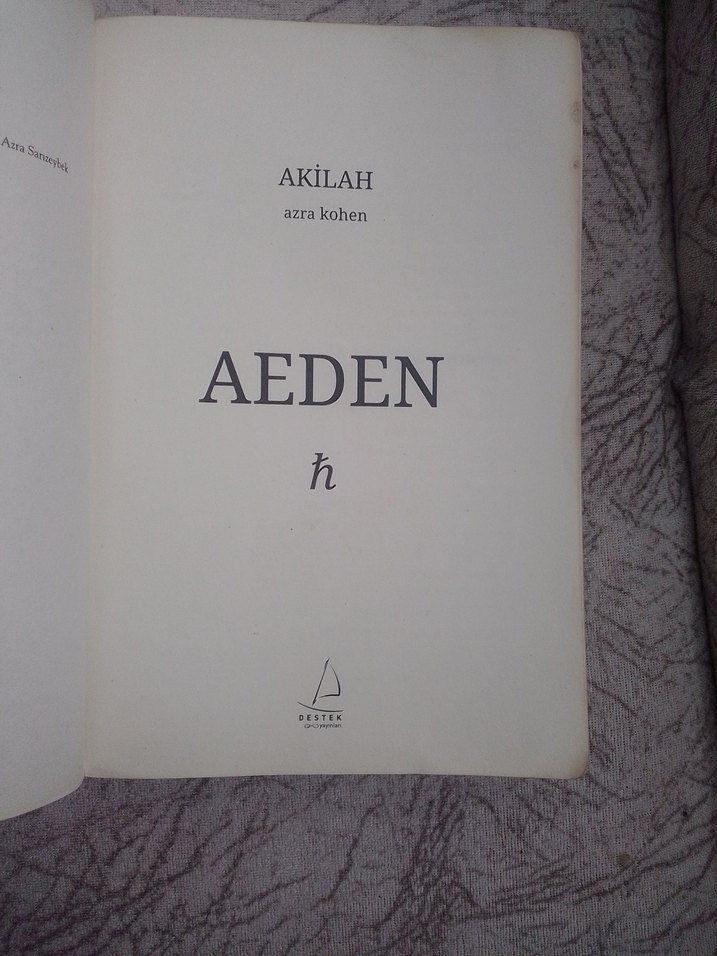 Azra Sarızeybek
AKİLAH
azra kohen
AEDEN
ℏ
DESTEK
yayınları